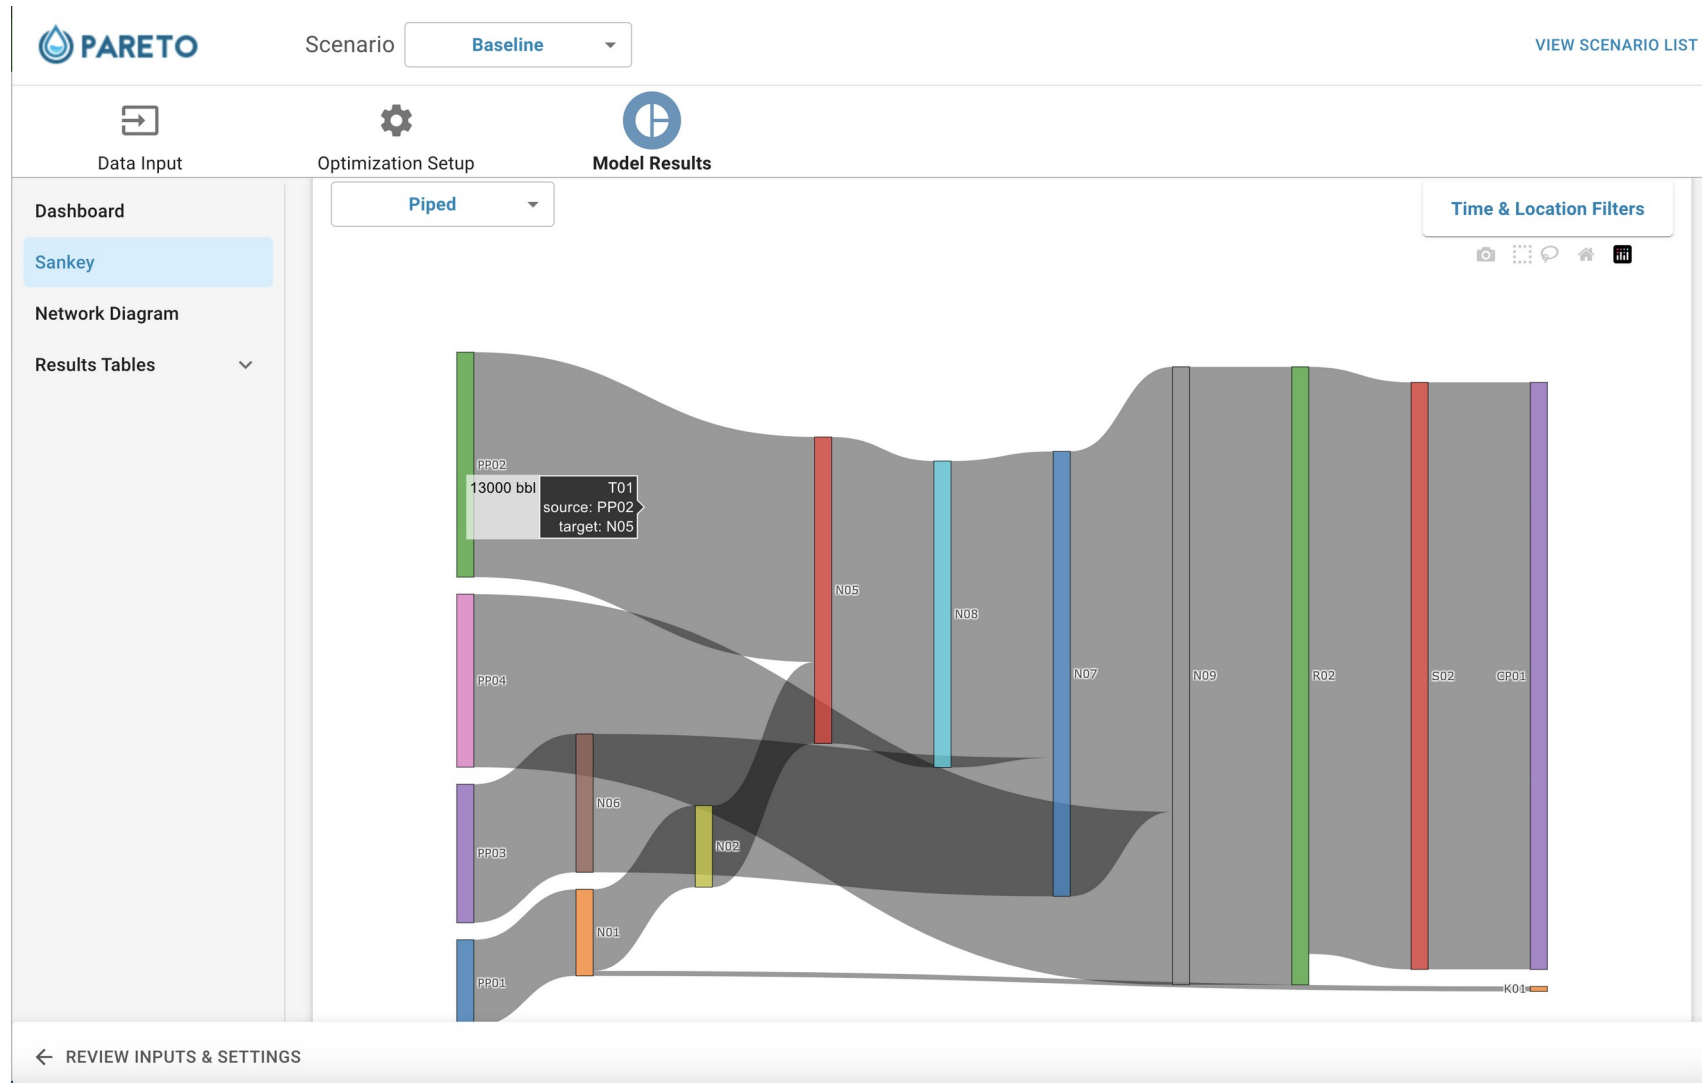 PARETO
Scenario
Baseline
VIEW SCENARIO LIST
Data Input
Optimization Setup
Model Results
Dashboard
Sankey
Network Diagram
Results Tables
Piped
Time & Location Filters
PP02
13000 bbl
T01
source: PP02
target: N05
N05
N08
N07
N09
R02
S02
CP01
PP04
N06
N02
PP03
N01
PP01
K01
REVIEW INPUTS & SETTINGS